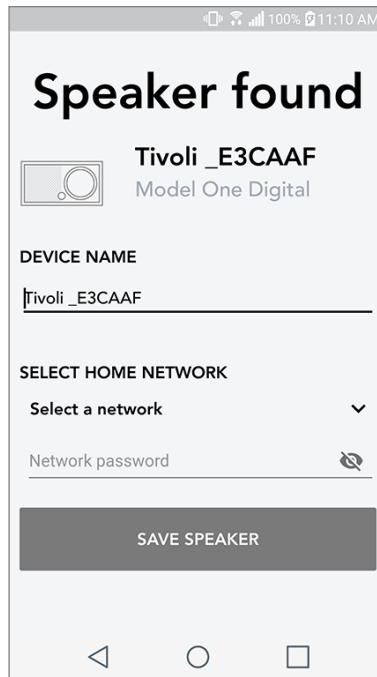 100% 11:10 AM
Speaker found
Tivoli _E3CAAF
Model One Digital
DEVICE NAME
Tivoli _E3CAAF
SELECT HOME NETWORK
Select a network
Network password
SAVE SPEAKER